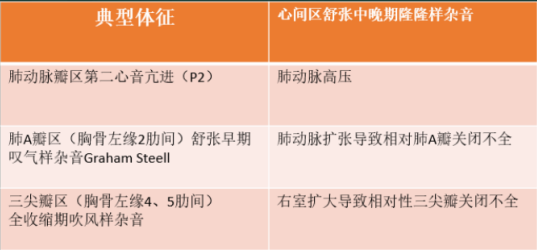 典型体征
心间区舒张中晚期隆隆样杂音
肺动脉瓣区第二心音亢进（P2）
肺动脉高压
肺A瓣区（胸骨左缘2肋间）舒张早期
叹气样杂音Graham Steell
肺动脉扩张导致相对肺A瓣关闭不全
三尖瓣区（胸骨左缘4、5肋间）
全收缩期吹风样杂音
右室扩大导致相对性三尖瓣关闭不全